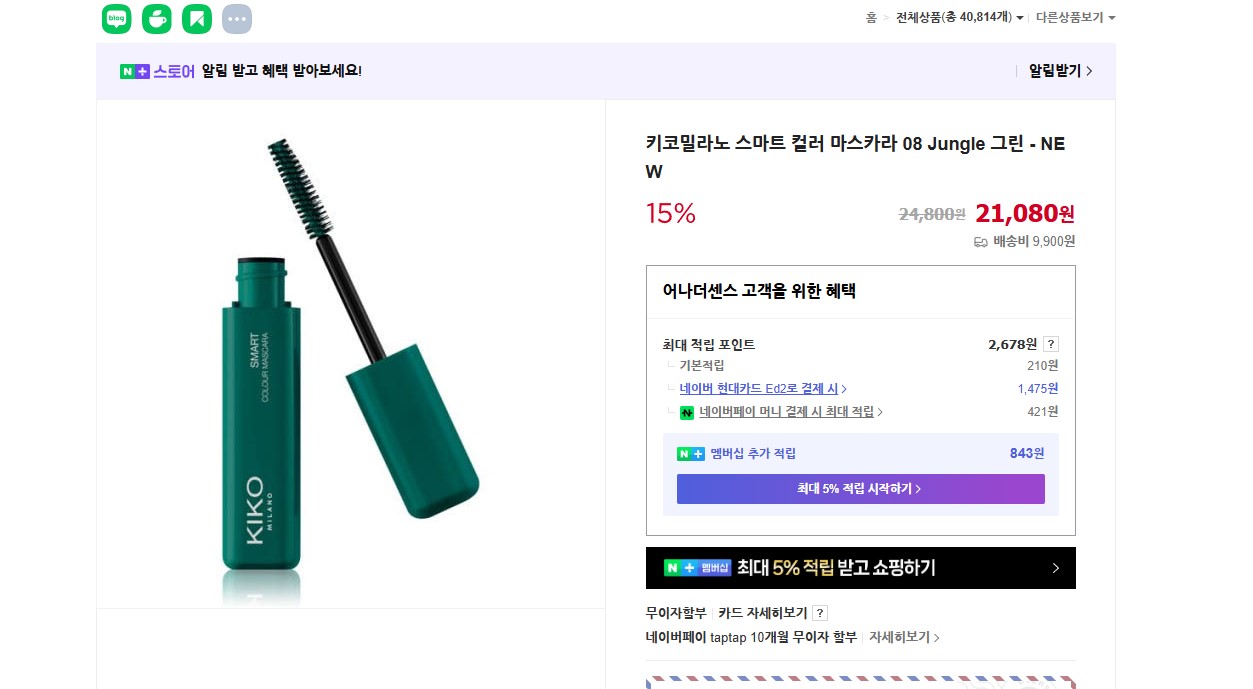 blog
홈 > 전체상품(총 40,814개) 다른상품보기
N+ 스토어 알림 받고 혜택 받아보세요!
알림받기 >
키코밀라노 스마트 컬러 마스카라 08 Jungle 그린 - NE
W
15%
24,800원 21,080원
배송비 9,900원
어나더센스 고객을 위한 혜택
최대 적립 포인트 2,678원 ?
기본적립 210원
네이버 현대카드 Ed2로 결제 시 > 1,475원
N 네이버페이 머니 결제 시 최대 적립 > 421원
N+ 멤버십 추가 적립 843원
최대 5% 적립 시작하기 >
N+ 멤버십 최대 5% 적립 받고 쇼핑하기 >
무이자할부 카드 자세히보기 ?
네이버페이 taptap 10개월 무이자 할부 자세히보기 >
SMART
COLOUR MASCARA
KIKO
MILANO